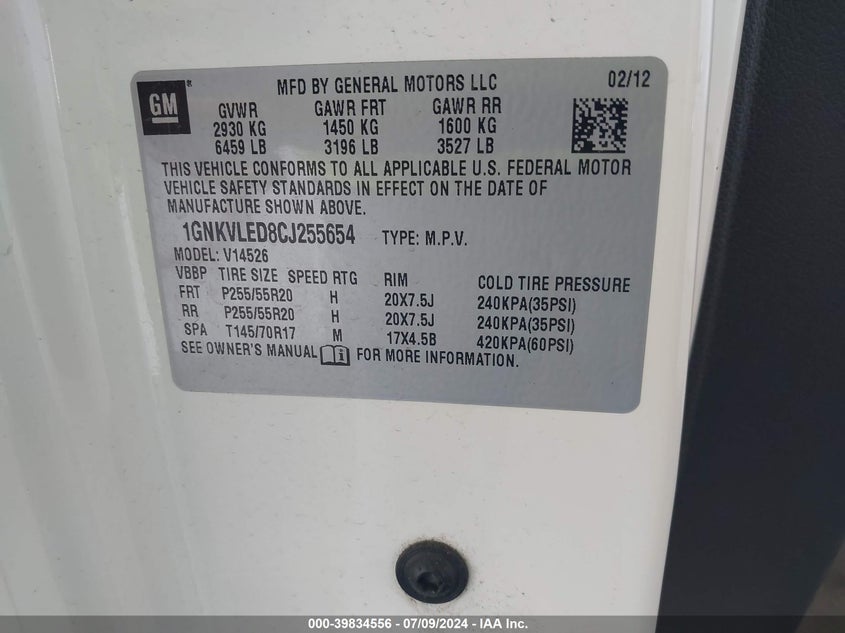 GM® MFD BY GENERAL MOTORS LLC 02/12
GVWR GAWR FRT GAWR RR
2930 KG 1450 KG 1600 KG
6459 LB 3196 LB 3527 LB
THIS VEHICLE CONFORMS TO ALL APPLICABLE U.S. FEDERAL MOTOR
VEHICLE SAFETY STANDARDS IN EFFECT ON THE DATE OF
MANUFACTURE SHOWN ABOVE.
1GNKVLED8CJ255654 TYPE: M.P.V.
MODEL: V14526
VBBP TIRE SIZE SPEED RTG RIM COLD TIRE PRESSURE
FRT P255/55R20 H 20X7.5J 240KPA(35PSI)
RR P255/55R20 H 20X7.5J 240KPA(35PSI)
SPA T145/70R17 M 17X4.5B 420KPA(60PSI)
SEE OWNER'S MANUAL i FOR MORE INFORMATION.
000-39834556 - 07/09/2024 - IAA Inc.